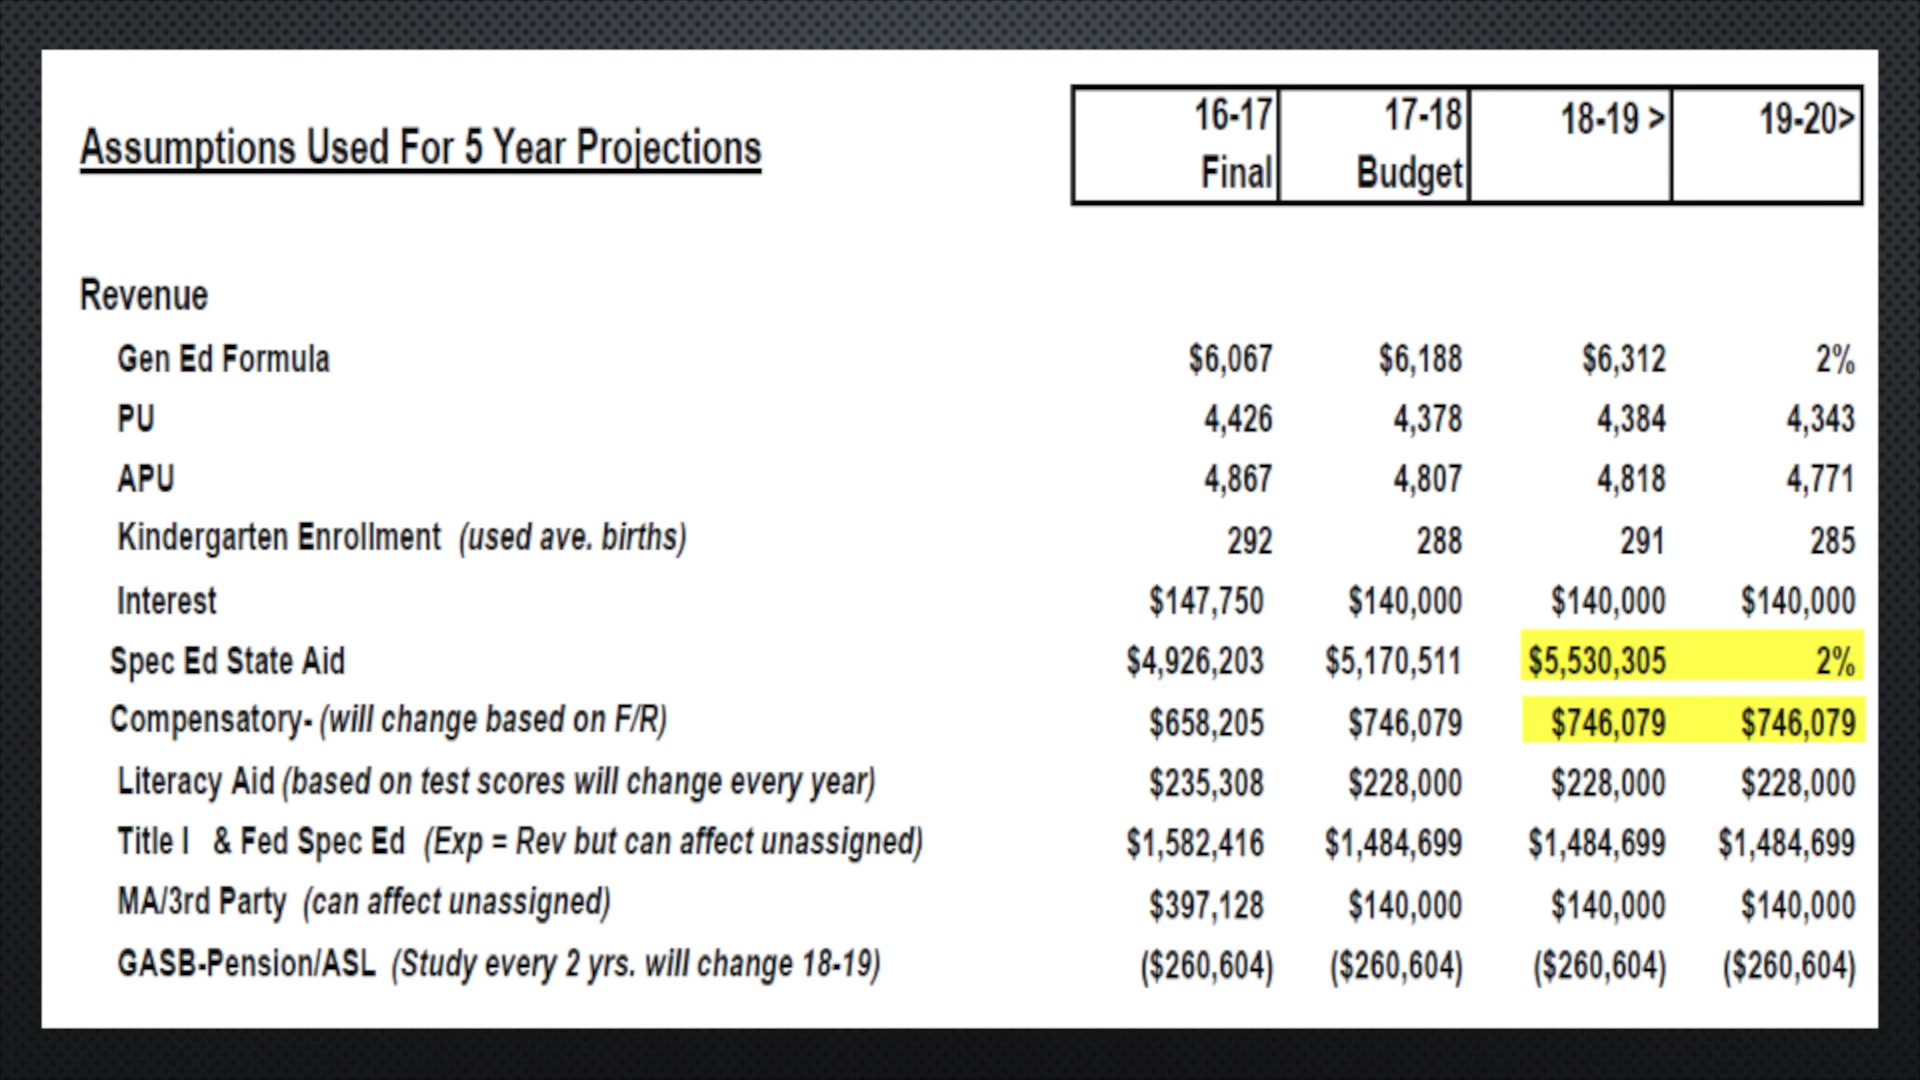 Assumptions Used For 5 Year Projections
16-17 Final 17-18 Budget 18-19 > 19-20>
Revenue
Gen Ed Formula $6,067 $6,188 $6,312 2%
PU 4,426 4,378 4,384 4,343
APU 4,867 4,807 4,818 4,771
Kindergarten Enrollment (used ave. births) 292 288 291 285
Interest $147,750 $140,000 $140,000 $140,000
Spec Ed State Aid $4,926,203 $5,170,511 $5,530,305 2%
Compensatory- (will change based on F/R) $658,205 $746,079 $746,079 $746,079
Literacy Aid (based on test scores will change every year) $235,308 $228,000 $228,000 $228,000
Title I & Fed Spec Ed (Exp = Rev but can affect unassigned) $1,582,416 $1,484,699 $1,484,699 $1,484,699
MA/3rd Party (can affect unassigned) $397,128 $140,000 $140,000 $140,000
GASB-Pension/ASL (Study every 2 yrs. will change 18-19) ($260,604) ($260,604) ($260,604) ($260,604)